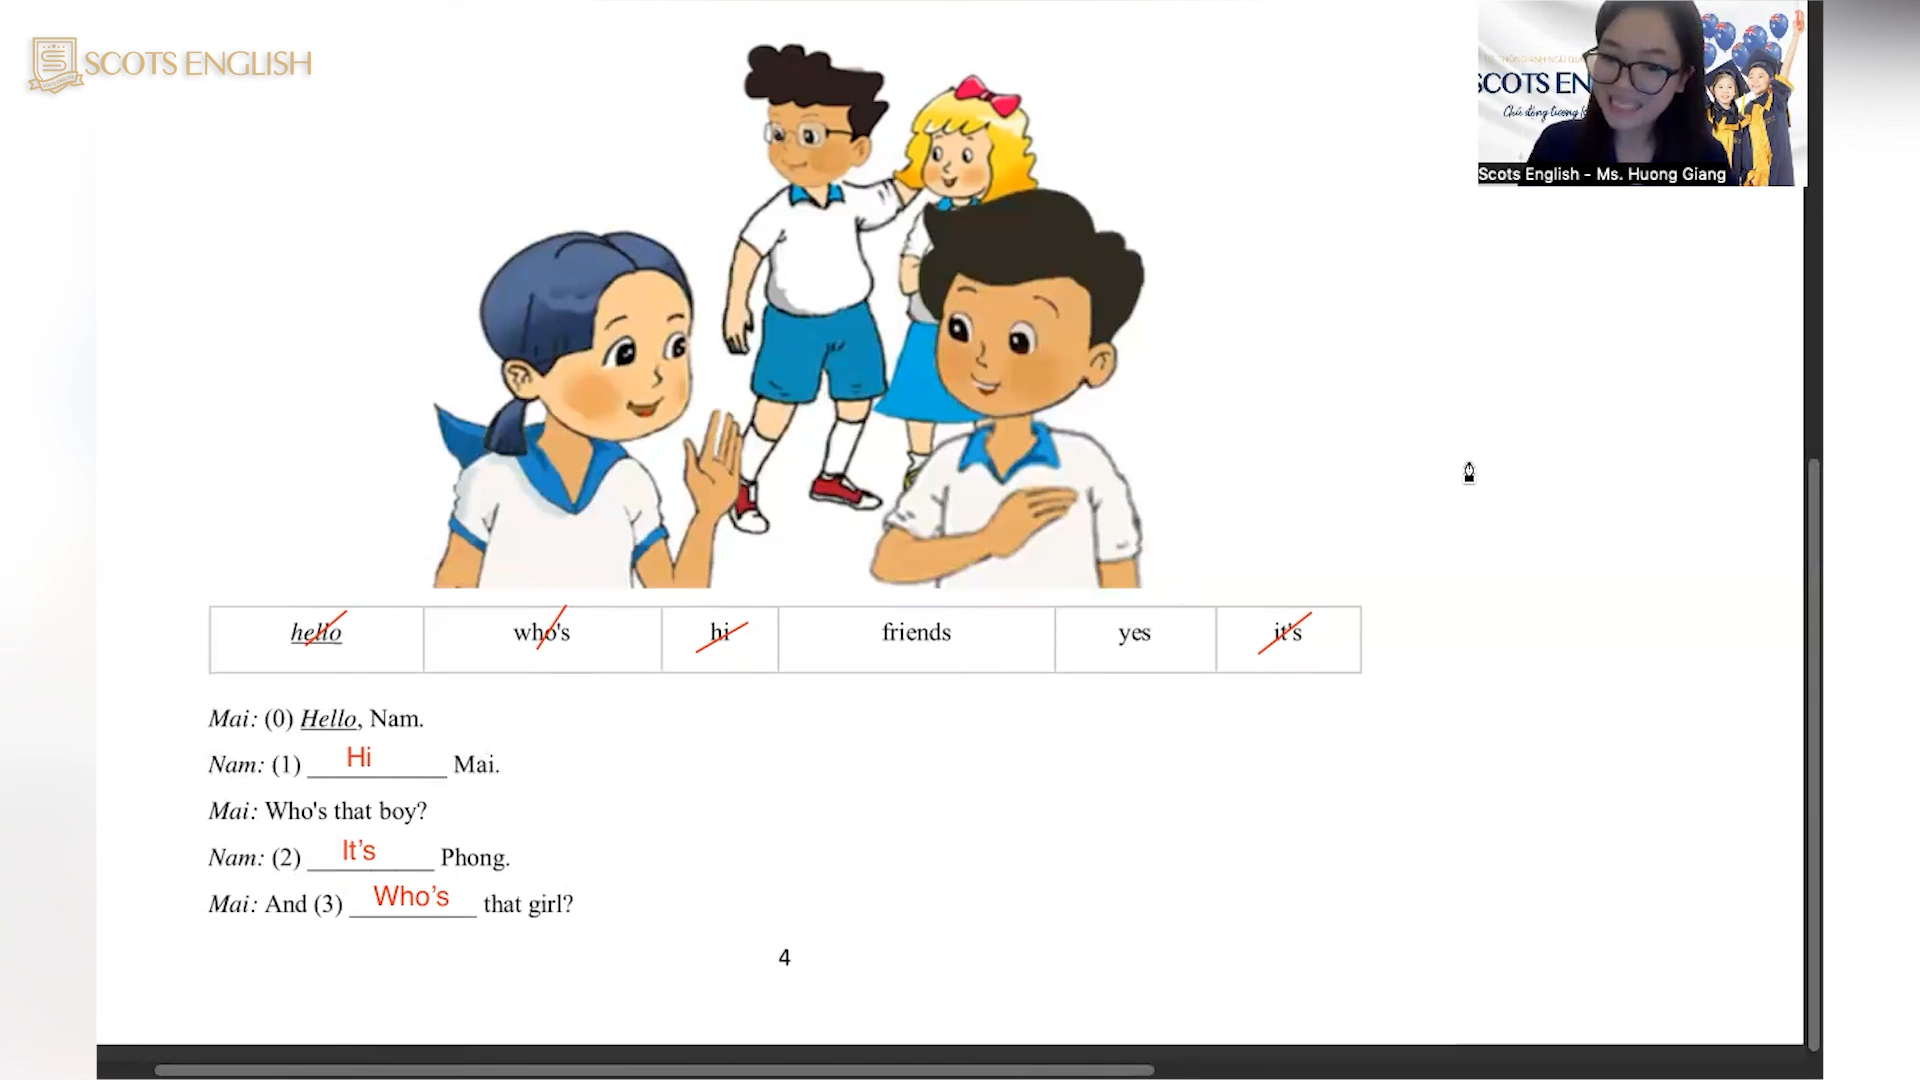 SCOTS ENGLISH
SCOTS EN
Scots English - Ms. Huong Giang
hello who's hi friends yes it's
Mai: (0) Hello, Nam.
Nam: (1) Hi Mai.
Mai: Who's that boy?
Nam: (2) It's Phong.
Mai: And (3) Who's that girl?
4